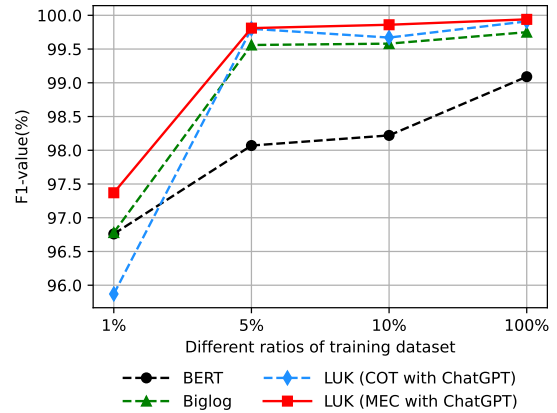 100.0
99.5
99.0
98.5
98.0
97.5
97.0
96.5
96.0
F1-value(%)
1% 5% 10% 100%
Different ratios of training dataset
BERT LUK (COT with ChatGPT)
Biglog LUK (MEC with ChatGPT)